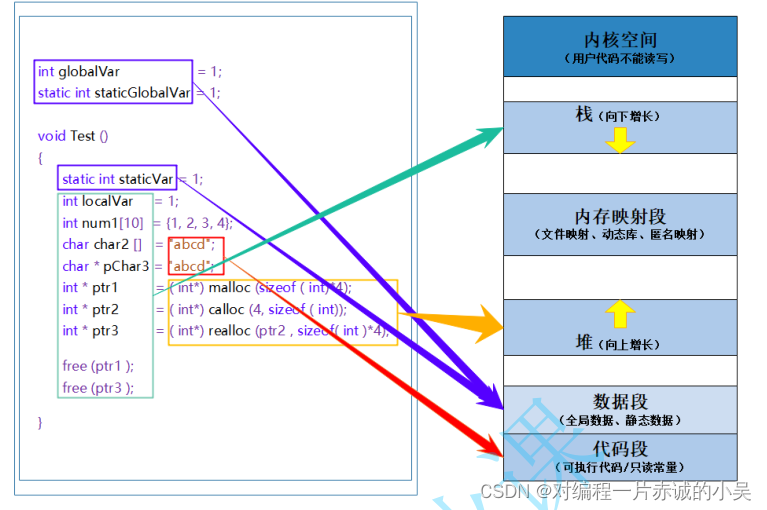 int globalVar = 1;
static int staticGlobalVar = 1;
void Test ()
{
static int staticVar = 1;
int localVar = 1;
int num1[10] = {1, 2, 3, 4};
char char2 [] = "abcd";
char * pChar3 = "abcd";
int * ptr1 = ( int*) malloc (sizeof ( int)*4);
int * ptr2 = ( int*) calloc (4, sizeof ( int));
int * ptr3 = ( int*) realloc (ptr2 , sizeof( int )*4);
free (ptr1 );
free (ptr3 );
}
内核空间
(用户代码不能读写)
栈(向下增长)
内存映射段
(文件映射、动态库、匿名映射)
堆(向上增长)
数据段
(全局数据、静态数据)
代码段
(可执行代码/只读常量)
CSDN @对编程一片赤诚的小吴